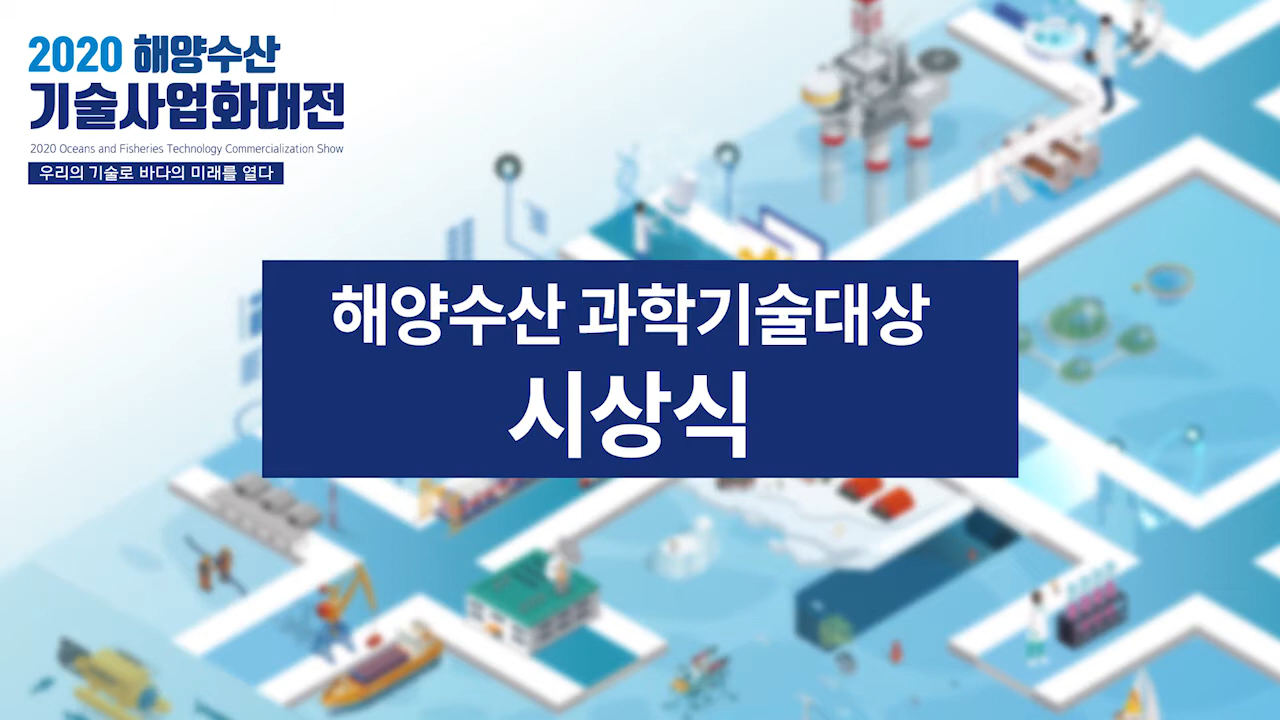 2020 해양수산
기술사업화대전
2020 Oceans and Fisheries Technology Commercialization Show
우리의 기술로 바다의 미래를 열다
해양수산 과학기술대상
시상식